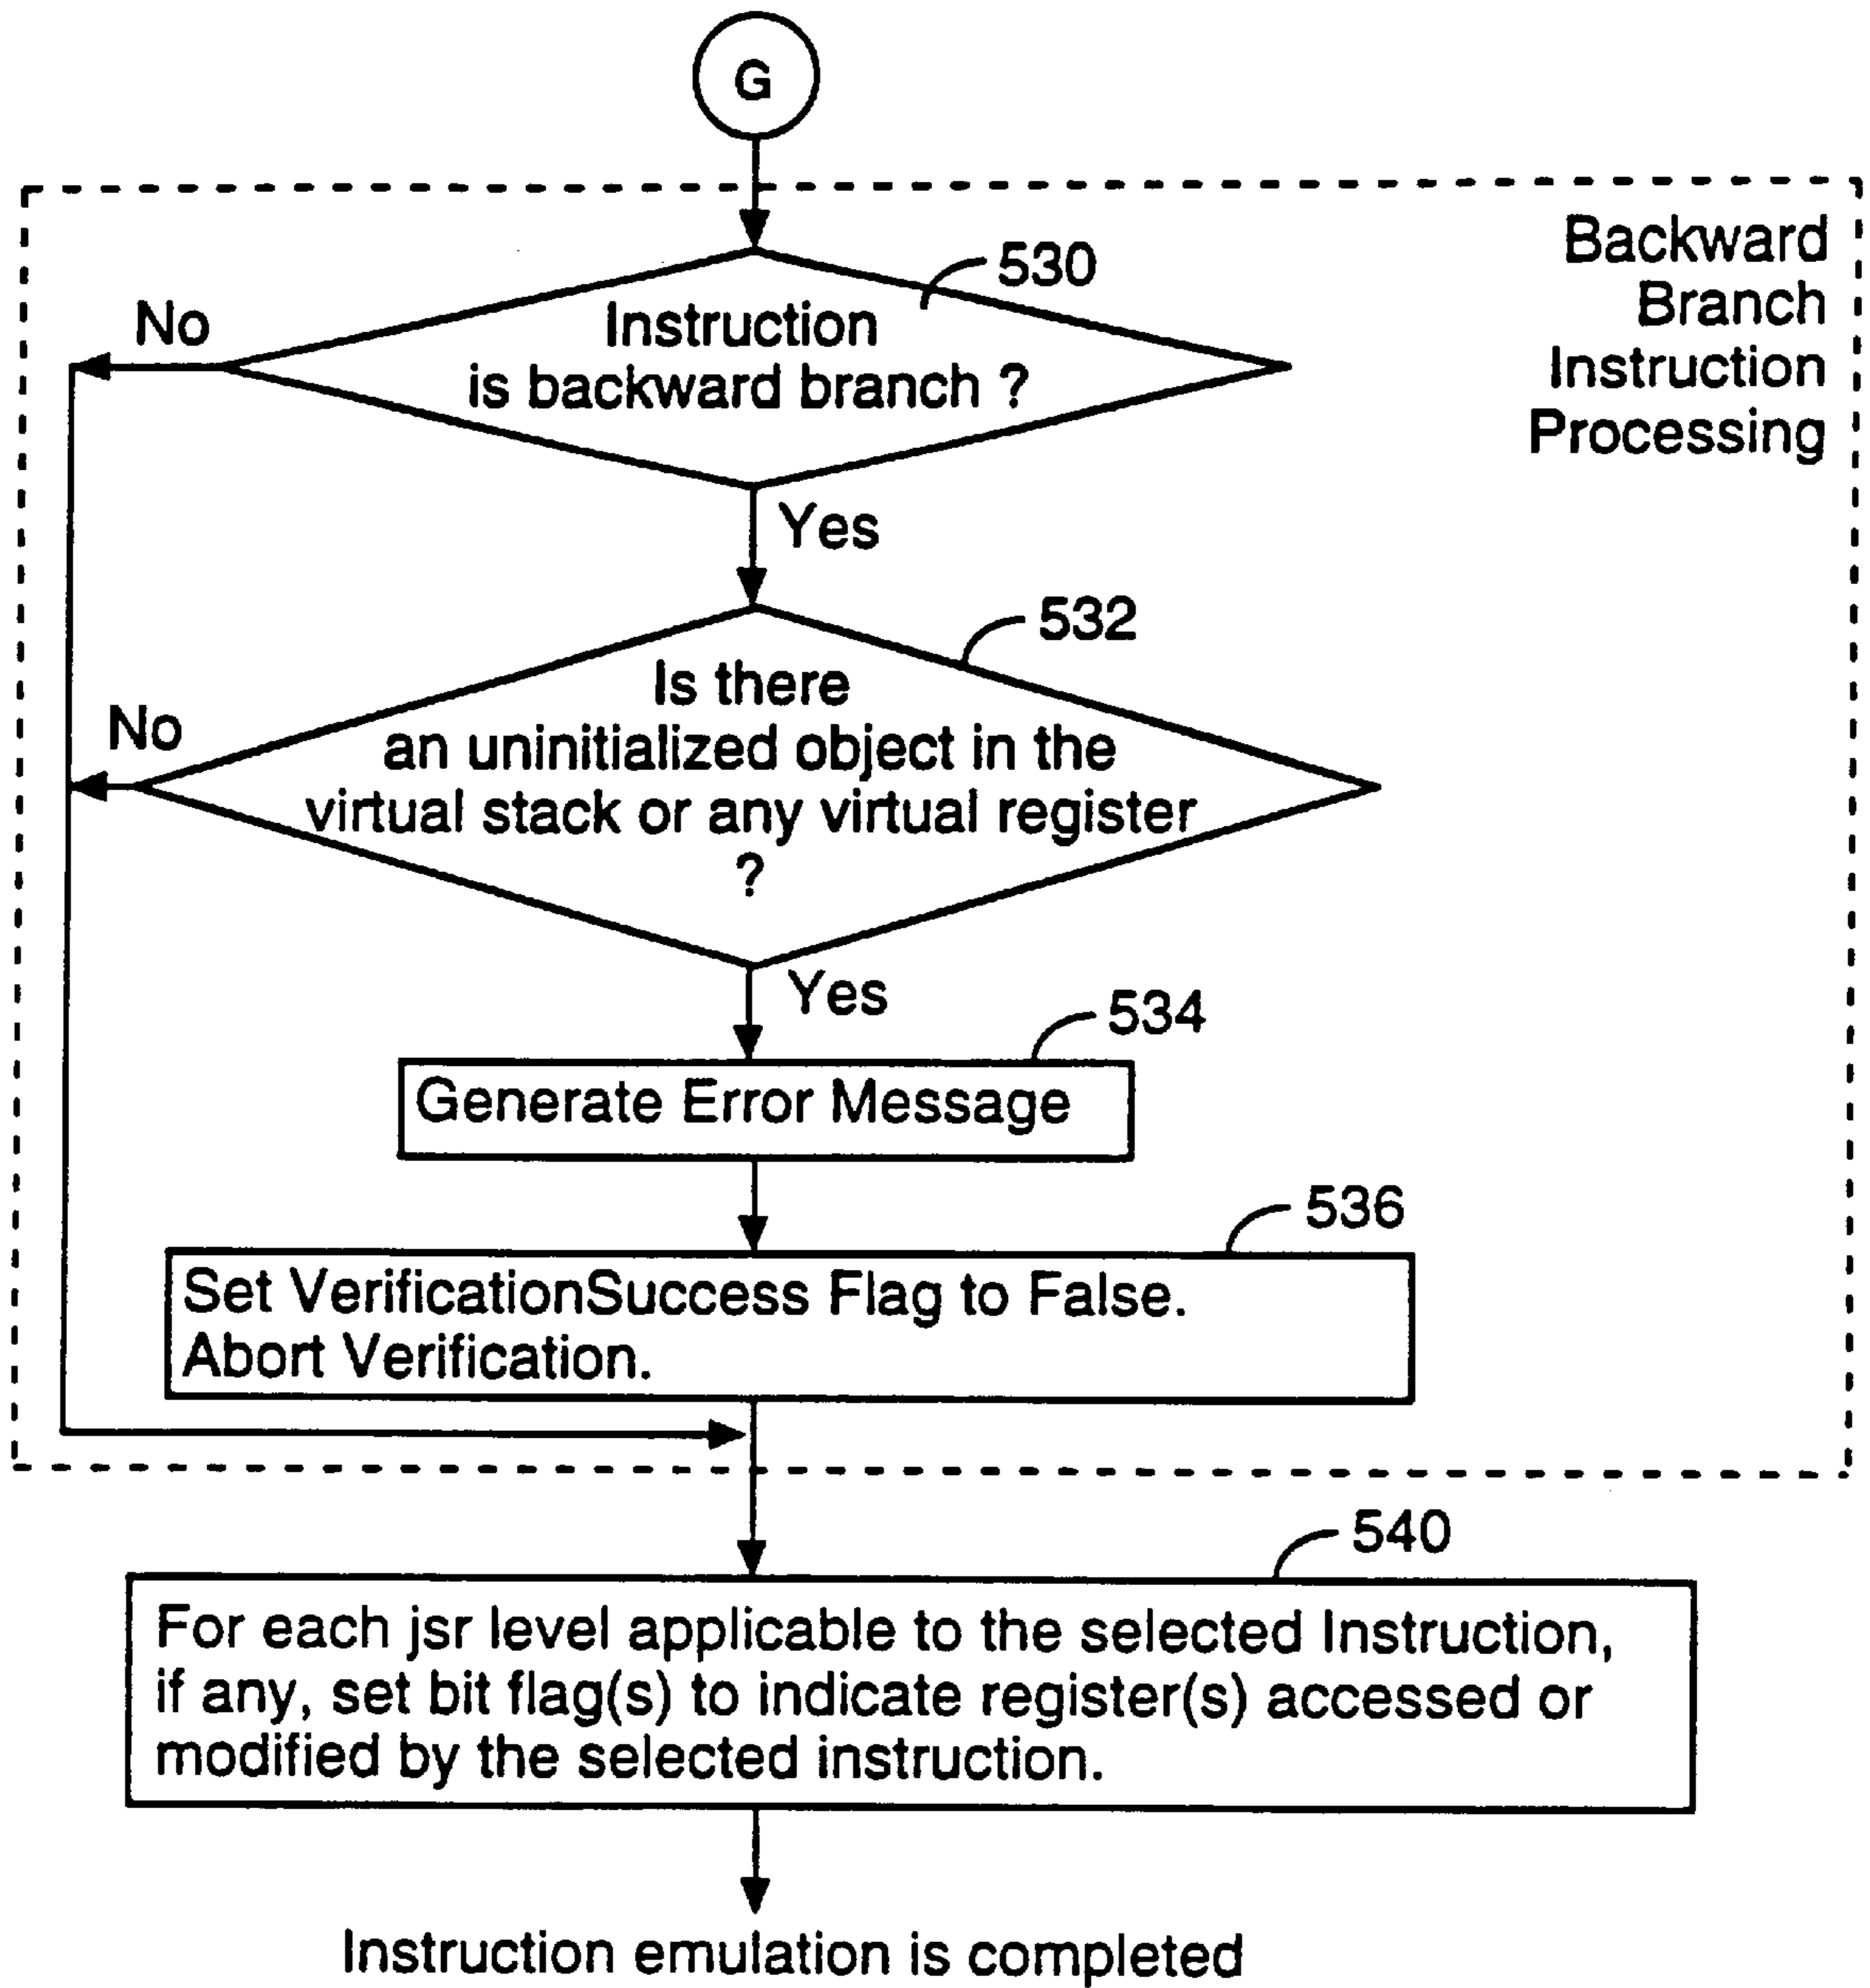 G
Backward
Branch
Instruction
Processing
530
No
Instruction
is backward branch ?
Yes
532
No
Is there
an uninitialized object in the
virtual stack or any virtual register
?
Yes
534
Generate Error Message
536
Set VerificationSuccess Flag to False.
Abort Verification.
540
For each jsr level applicable to the selected Instruction,
if any, set bit flag(s) to indicate register(s) accessed or
modified by the selected instruction.
Instruction emulation is completed